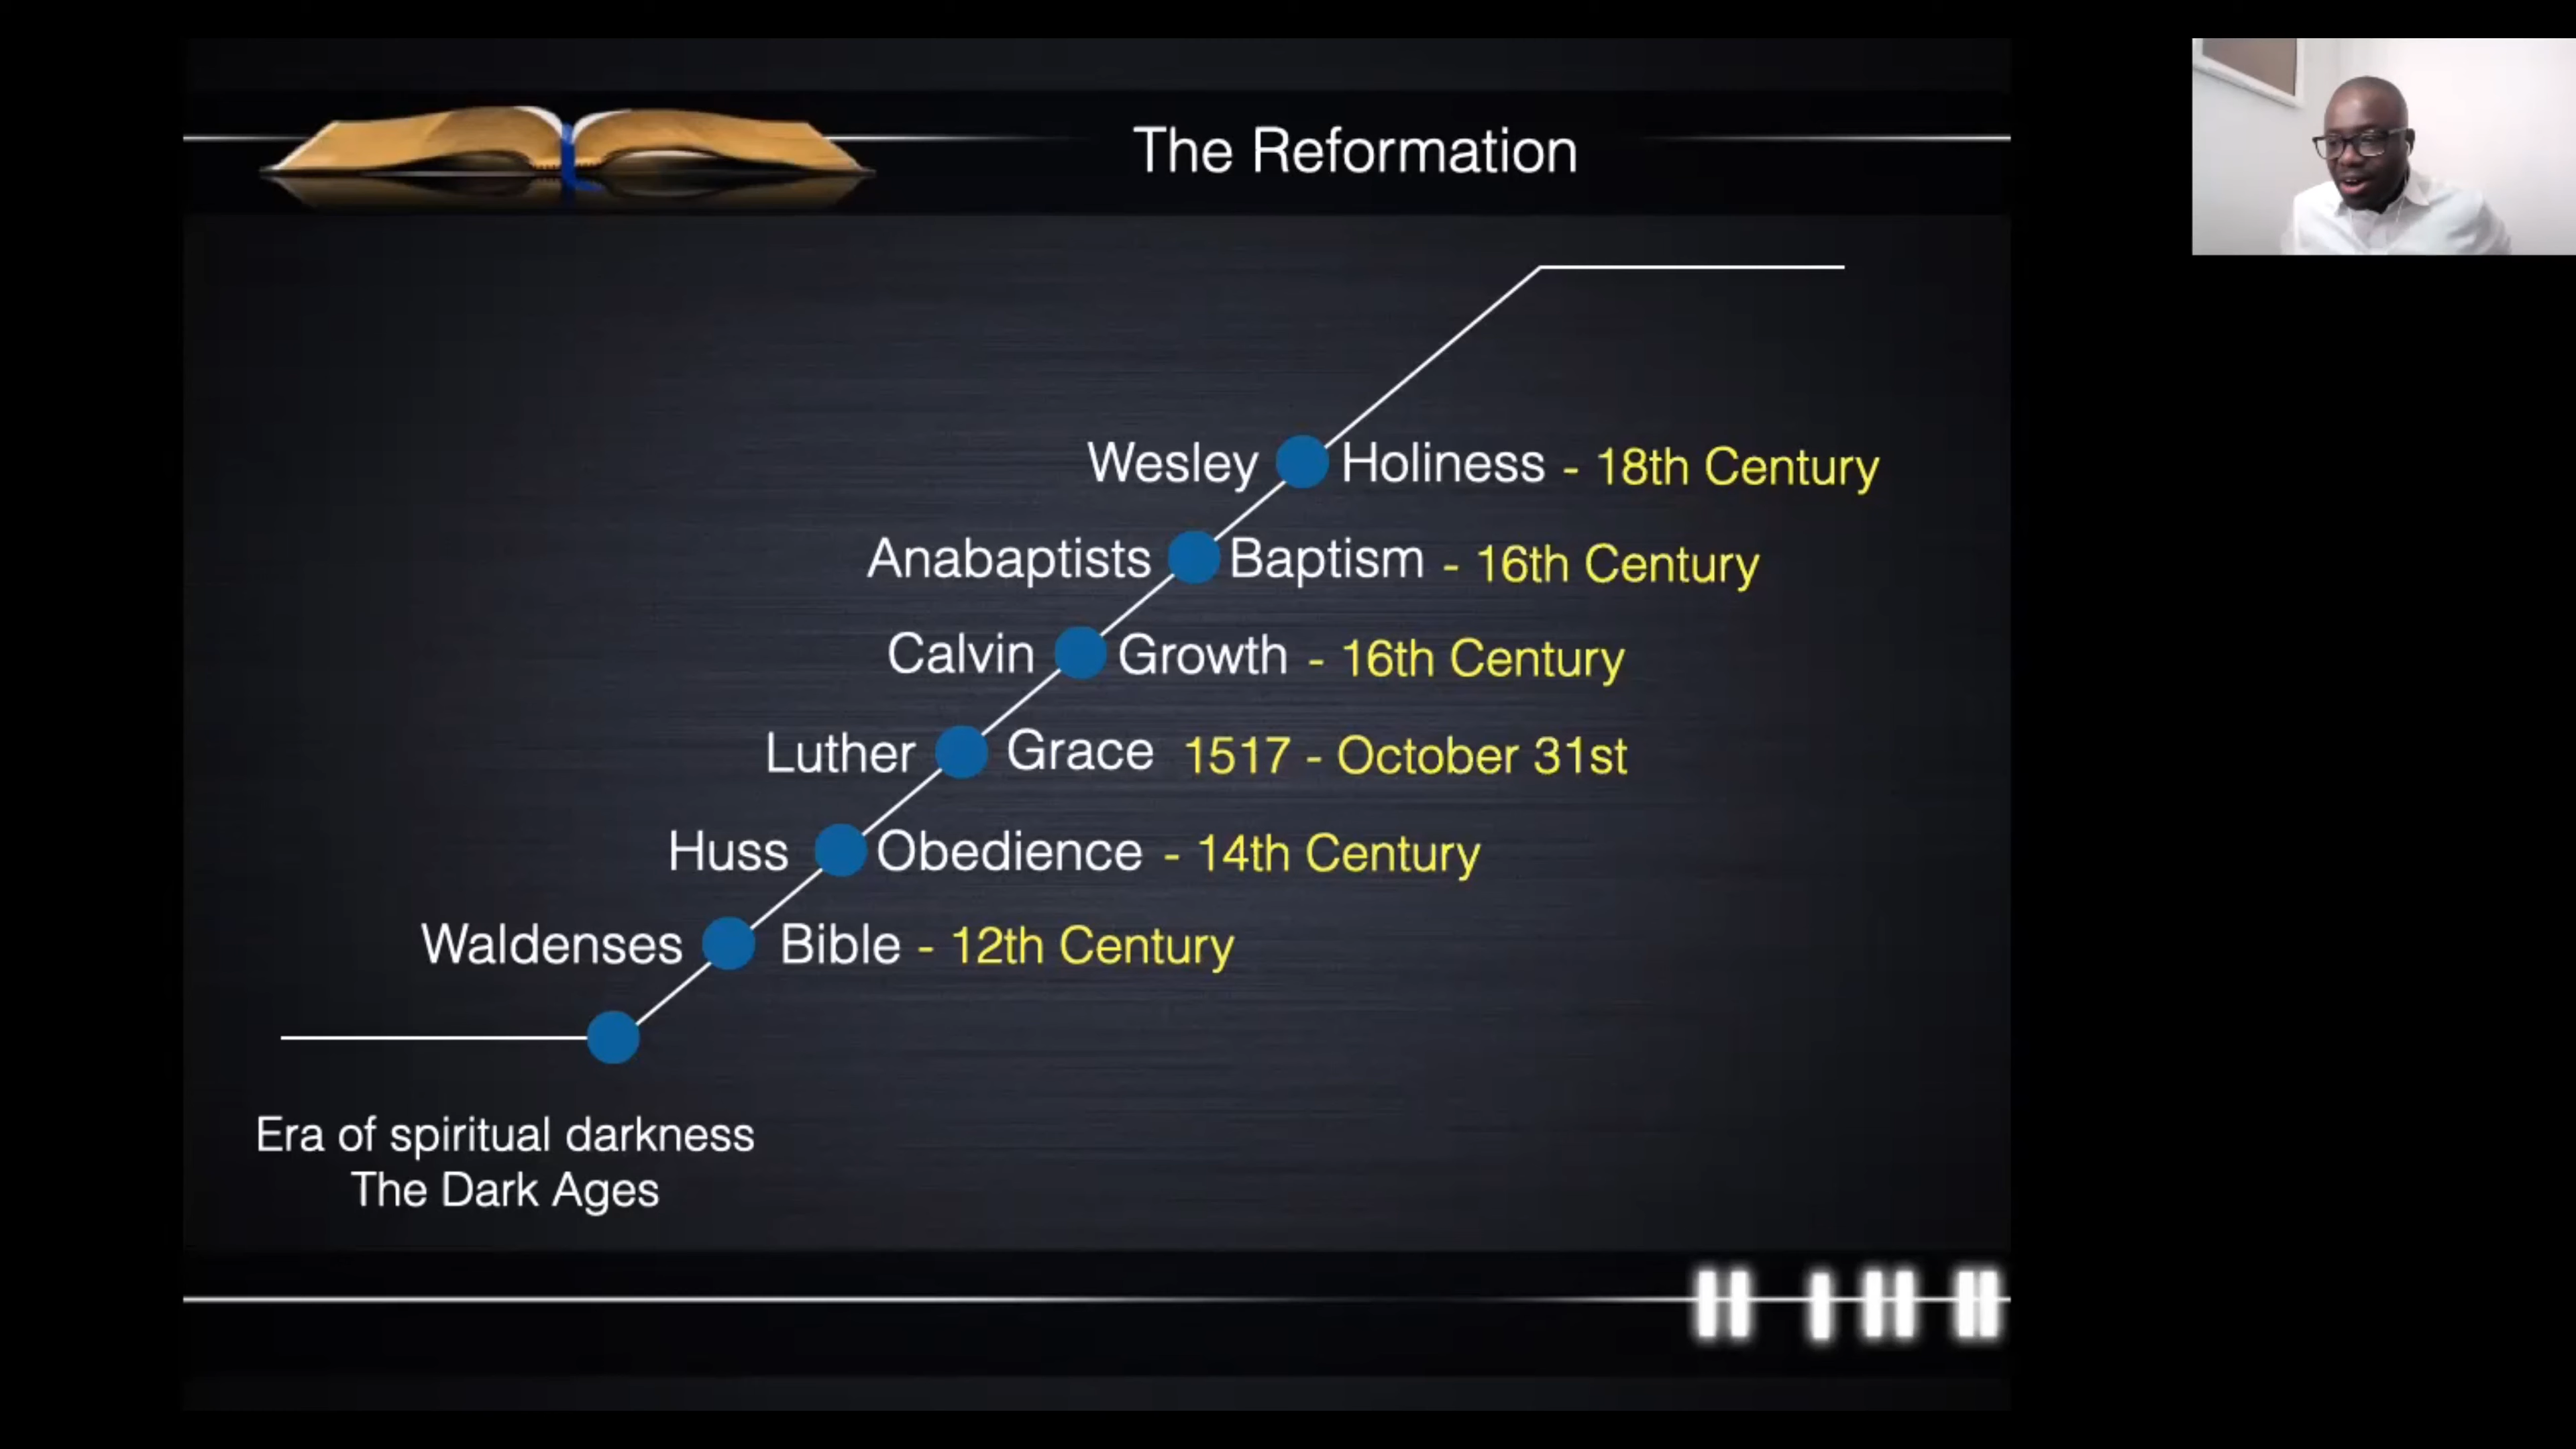 The Reformation
Wesley Holiness - 18th Century
Anabaptists Baptism - 16th Century
Calvin Growth - 16th Century
Luther Grace 1517 - October 31st
Huss Obedience - 14th Century
Waldenses Bible - 12th Century
Era of spiritual darkness
The Dark Ages